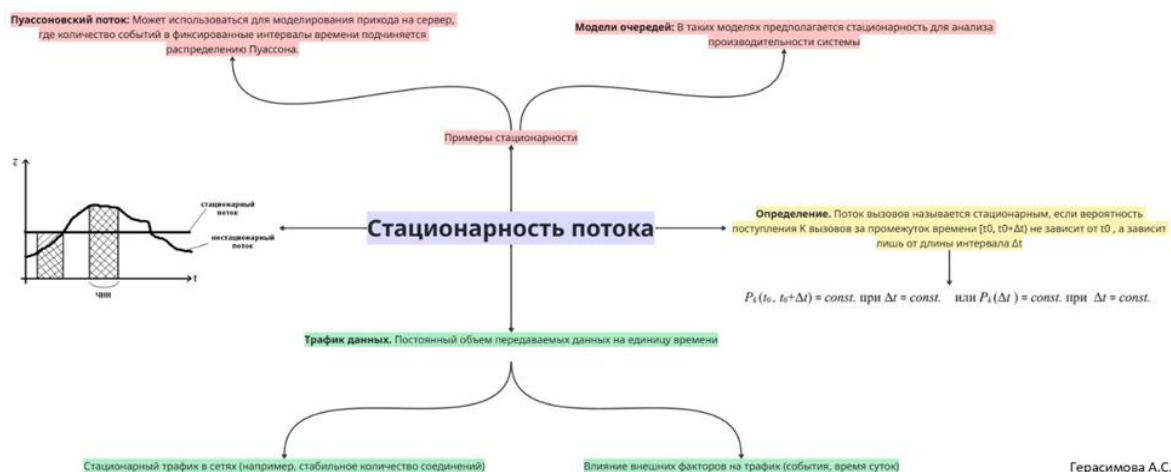 Пуассоновский поток: Может использоваться для моделирования прихода на сервер,
где количество событий в фиксированные интервалы времени подчиняется
распределению Пуассона.
Модели очередей: В таких моделях предполагается стационарность для анализа
производительности системы
Примеры стационарности
стационарный
поток
нестационарный
поток
t
ЧНН
Стационарность потока
Определение. Поток вызовов называется стационарным, если вероятность
поступления K вызовов за промежуток времени [t0, t0+Δt) не зависит от t0 , а зависит
лишь от длины интервала Δt
Pₖ(t₀, t₀+Δt) = const. при Δt = const. или Pₖ(Δt ) = const. при Δt = const.
Трафик данных. Постоянный объем передаваемых данных на единицу времени
Стационарный трафик в сетях (например, стабильное количество соединений)
Влияние внешних факторов на трафик (события, время суток)
Герасимова А.С.